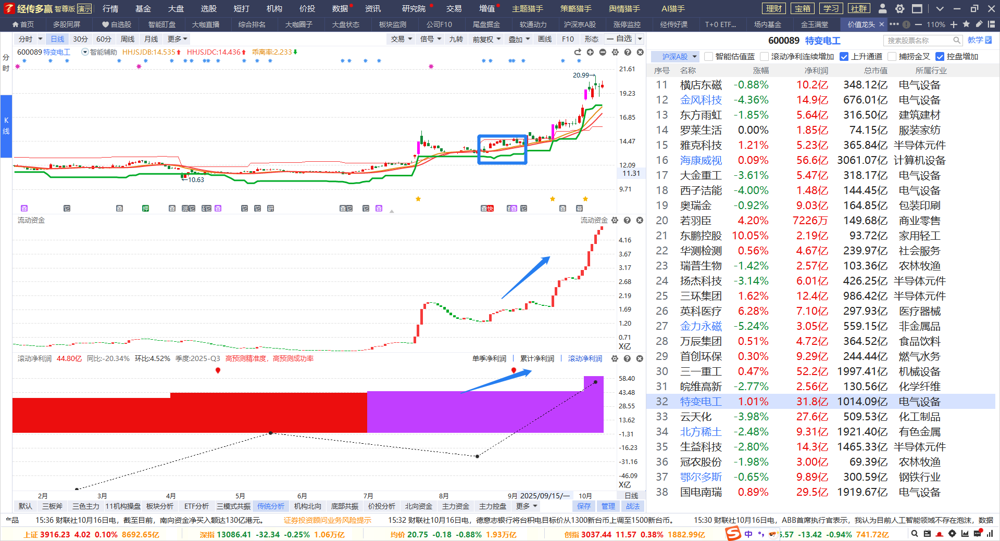 经传多赢 智尊版 演示 行情 基金 大盘 选股 短打 机构 价投 数据 资讯 研究院 交易 增值 主题猎手 策略猎手 舆情猎手 AI猎手 理财 宝箱 学习 社群
首页 多股同屏 自选股 智能盯盘 大咖直播 综合排名 大咖圈子 大盘状态 板块监测 公司F10 尾盘掘金 软通动力 沪深京A股 涨停监控 经传好课 T+0 ETF... 场内基金 金玉满堂 价值龙头 110%
分时 日线 30分 60分 周线 月线 更多 交易 信号 九转 前复权 叠加 画线 F10 形态 自选
600089 特变电工 智能辅助 HHJSJDB:14.535 HHJSJDC:14.436 乖离率:2.233
分时
K线
21.61
20.99
19.23
16.85
14.47
12.09
11.31
10.63
9.71
叠 它 叠 押 叠 派 它 它 叠 它 它 研 叠 它 它 叠 叠 快 叠 它 叠
流动资金 流动资金
4.16
3.67
3.17
2.68
2.19
1.69
1.20
0.71
X亿
滚动净利润 44.80亿 同比:-20.34% 环比:4.52% 季度:2025-Q3 高预测精准度，高预测成功率 单季净利润 累计净利润 滚动净利润
58.40
43.48
28.55
13.62
-1.31
-16.23
-31.16
-46.09
X亿
2月 3月 4月 5月 6月 7月 8月 9月 2025/09/15/一 10月 日线
默认 三板斧 三色主力 11机构操盘 板块分析 ETF分析 三模式共振 传统分析 机构北向 底部共振 价投分析 北向资金 主力资金 主力控盘 更多 保存 管理 战法
600089 特变电工 搜索股票名称 教学
沪深A股 智能估值蓝 滚动净利连续增加 上升通道 捕捞金叉 控盘增加
序号 名称 涨幅 净利润 总市值 所属行业
11 横店东磁 -0.88% 10.2亿 348.12亿 电气设备
12 金风科技 -4.36% 14.9亿 676.01亿 电气设备
13 东方雨虹 -1.85% 5.64亿 316.50亿 建筑建材
14 罗莱生活 0.00% 1.85亿 74.15亿 服装家纺
15 雅克科技 1.21% 5.23亿 365.84亿 半导体元件
16 海康威视 0.09% 56.6亿 3061.07亿 计算机设备
17 大金重工 -3.61% 5.47亿 318.17亿 电气设备
18 西子洁能 -4.00% 1.48亿 144.45亿 电气设备
19 奥瑞金 -0.92% 9.03亿 164.85亿 包装印刷
20 若羽臣 4.20% 7226万 149.68亿 商业零售
21 东鹏控股 10.05% 2.19亿 93.72亿 家用轻工
22 华测检测 0.56% 4.67亿 239.97亿 社会服务
23 瑞普生物 -1.42% 2.57亿 103.36亿 农林牧渔
24 扬杰科技 -3.14% 6.01亿 426.25亿 半导体元件
25 三环集团 1.62% 12.4亿 986.42亿 半导体元件
26 英科医疗 6.28% 7.10亿 297.93亿 医疗器械
27 金力永磁 -5.24% 3.05亿 559.15亿 非金属品
28 万辰集团 0.51% 4.72亿 364.52亿 食品饮料
29 首创环保 0.30% 9.29亿 244.44亿 燃气水务
30 三一重工 0.47% 52.2亿 1997.41亿 机械设备
31 皖维高新 -2.77% 2.56亿 130.56亿 化学纤维
32 特变电工 1.01% 31.8亿 1014.09亿 电气设备
33 云天化 -3.98% 27.6亿 509.53亿 化工制品
34 北方稀土 -2.48% 9.31亿 1921.40亿 有色金属
35 生益科技 -2.80% 14.3亿 1465.33亿 半导体元件
36 冠农股份 -1.98% 3.00亿 69.39亿 农林牧渔
37 鄂尔多斯 -0.65% 9.89亿 300.59亿 钢铁行业
38 国电南瑞 0.89% 29.5亿 1919.67亿 电气设备
产品 15:36 财联社10月16日电，截至目前，南向资金净买入额达130亿港元。 证券投资顾问业务风险提示 15:32 财联社10月16日电，德意志银行将台积电目标价从1300新台币上调至1500新台币。 15:30 财联社10月16日电，ABB首席执行官表示，我认为目前人工智能领域不存在泡沫，数据
上证 3916.23 4.02 0.10% 8692.65亿 深指 13086.41 -32.34 -0.25% 1.06万亿 均价 20.75 -0.18 -0.88% 1.93万亿 创指 3037.44 11.57 0.38% 1882.99亿 中 5.57 -13.42 -0.94% 741.72亿